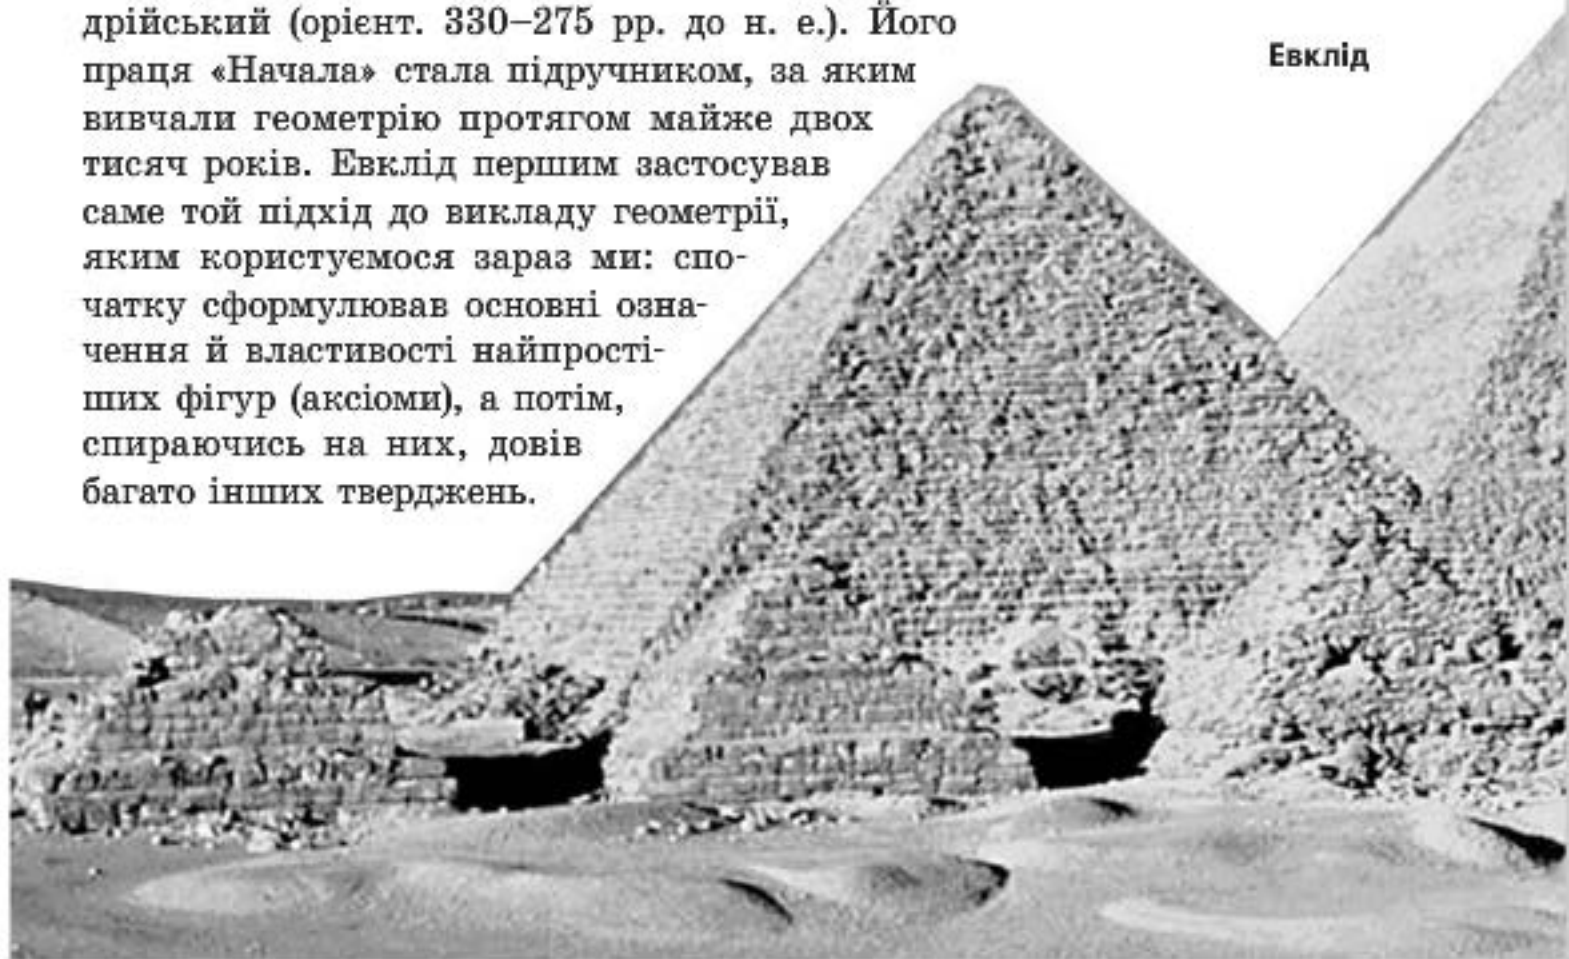 дрійський (орієнт. 330–275 рр. до н. е.). Його
праця «Начала» стала підручником, за яким
вивчали геометрію протягом майже двох
тисяч років. Евклід першим застосував
саме той підхід до викладу геометрії,
яким користуємося зараз ми: спо-
чатку сформулював основні озна-
чення й властивості найпрості-
ших фігур (аксіоми), а потім,
спираючись на них, довів
багато інших тверджень.
Евклід